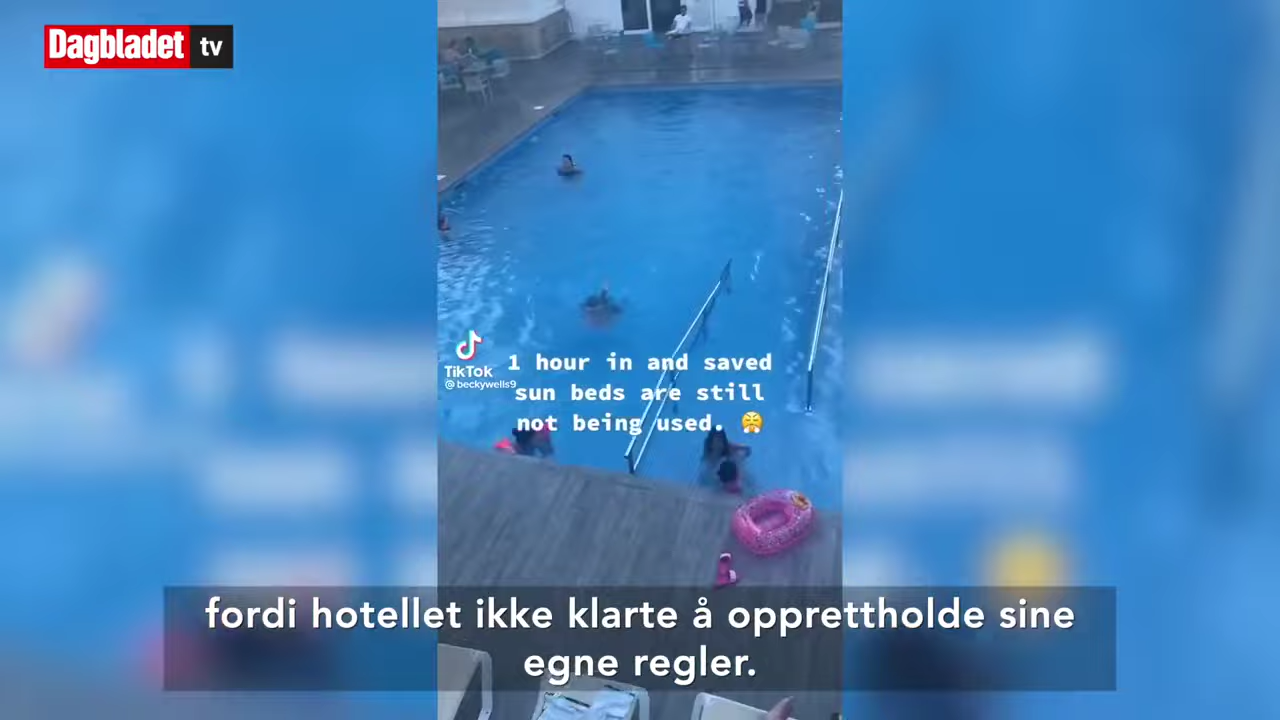 Dagbladet tv
1 hour in and saved
sun beds are still
not being used. 😤
TikTok
@beckywells9
fordi hotellet ikke klarte å opprettholde sine
egne regler.